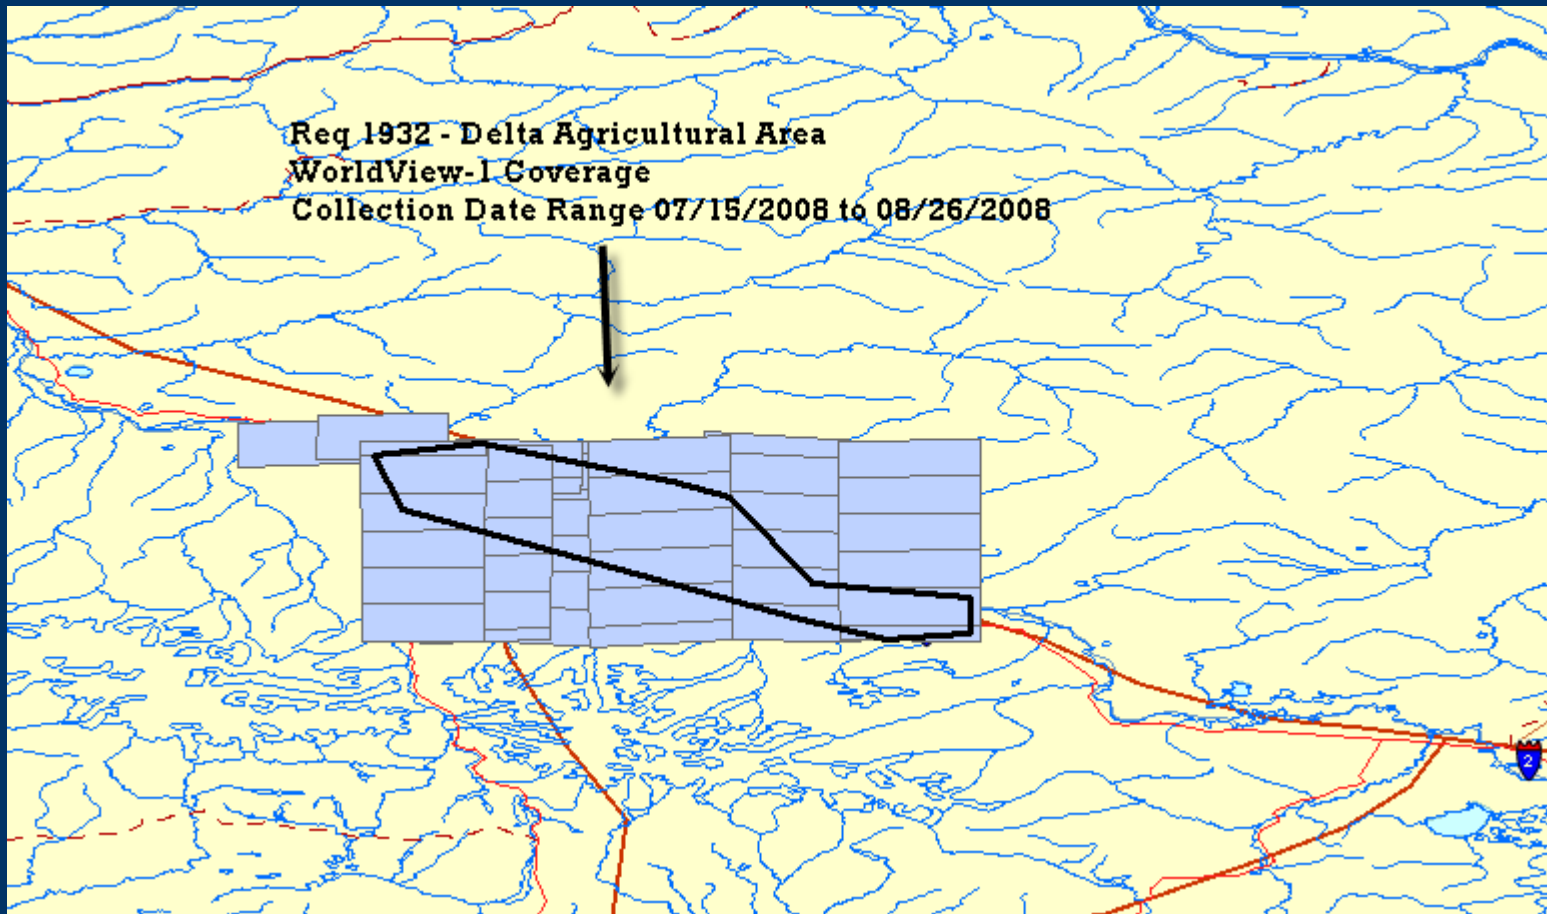 Req 1932 - Delta Agricultural Area
WorldView-1 Coverage
Collection Date Range 07/15/2008 to 08/26/2008
2